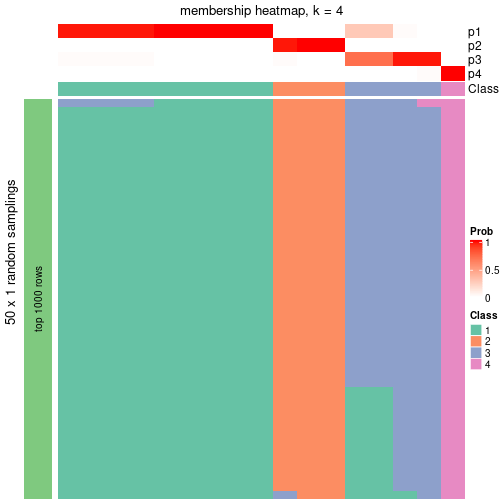 membership heatmap, k = 4
p1
p2
p3
p4
Class
50 x 1 random samplings
top 1000 rows
Prob
1
0.5
0
Class
1
2
3
4